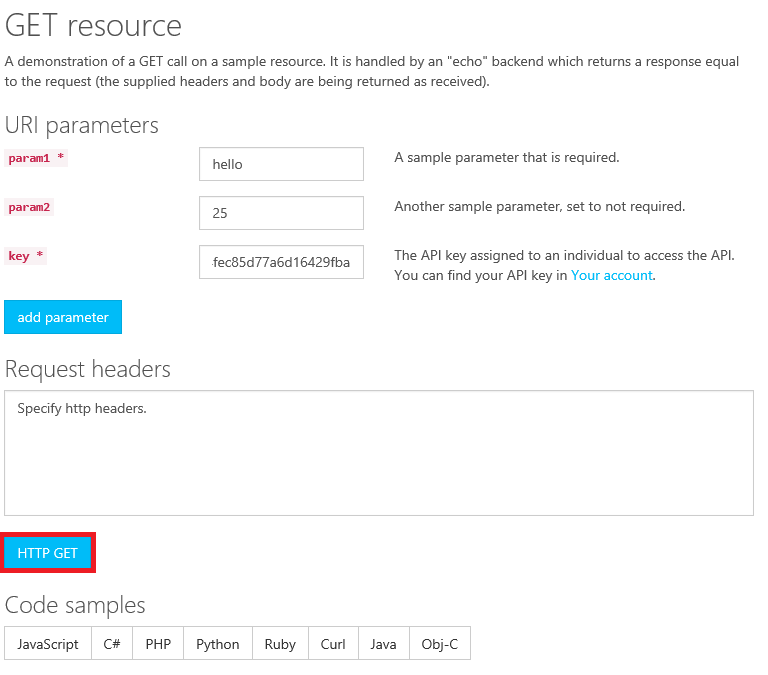 GET resource
A demonstration of a GET call on a sample resource. It is handled by an "echo" backend which returns a response equal
to the request (the supplied headers and body are being returned as received).
URI parameters
param1 * hello A sample parameter that is required.
param2 25 Another sample parameter, set to not required.
key * fec85d77a6d16429fba The API key assigned to an individual to access the API.
You can find your API key in Your account.
add parameter
Request headers
Specify http headers.
HTTP GET
Code samples
JavaScript C# PHP Python Ruby Curl Java Obj-C